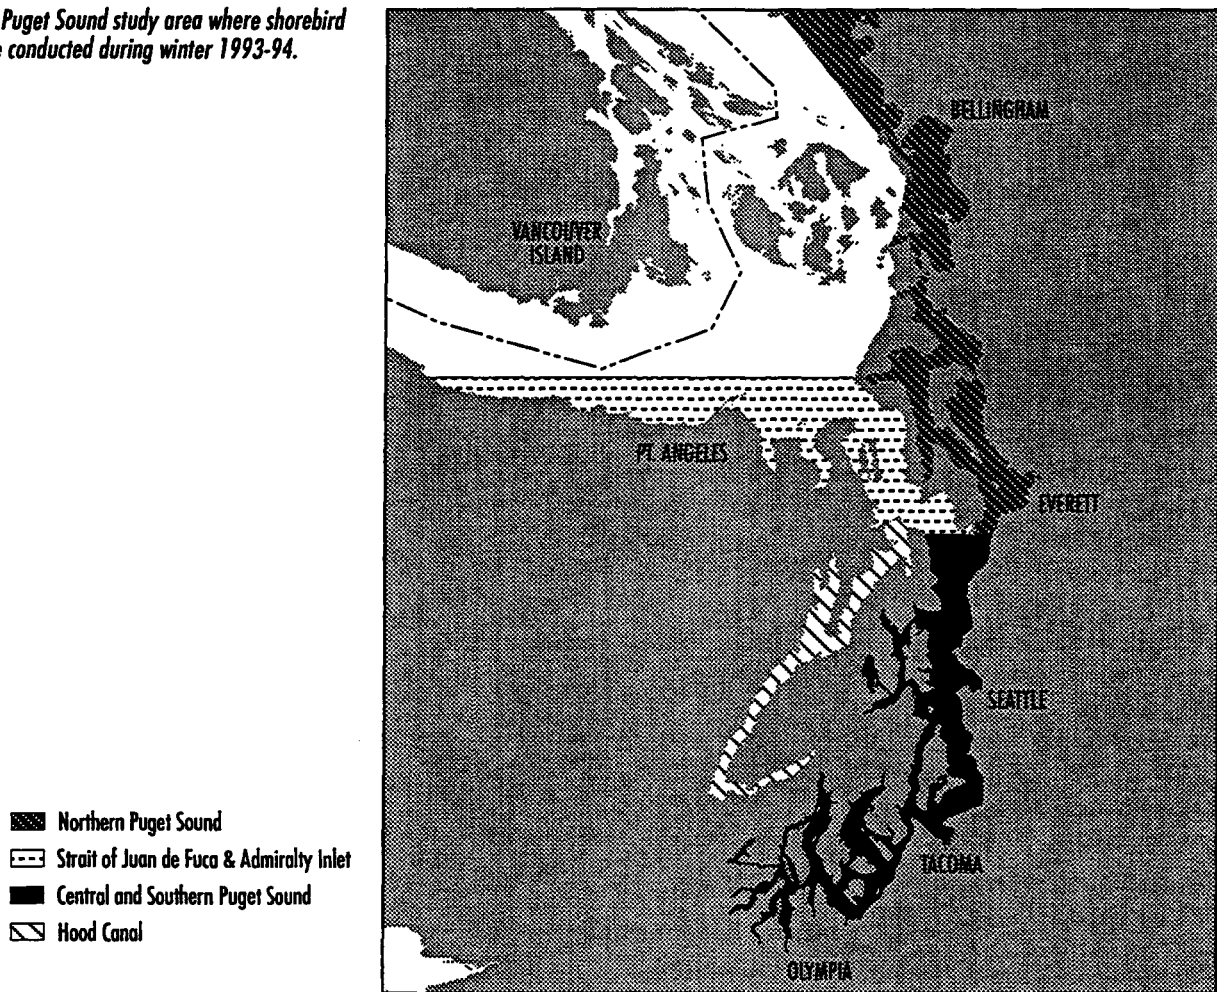 Puget Sound study area where shorebird
conducted during winter 1993-94.
BELLINGHAM
VANCOUVER
ISLAND
PT. ANGELES
EVERETT
SEATTLE
TACOMA
OLYMPIA
Northern Puget Sound
Strait of Juan de Fuca & Admiralty Inlet
Central and Southern Puget Sound
Hood Canal